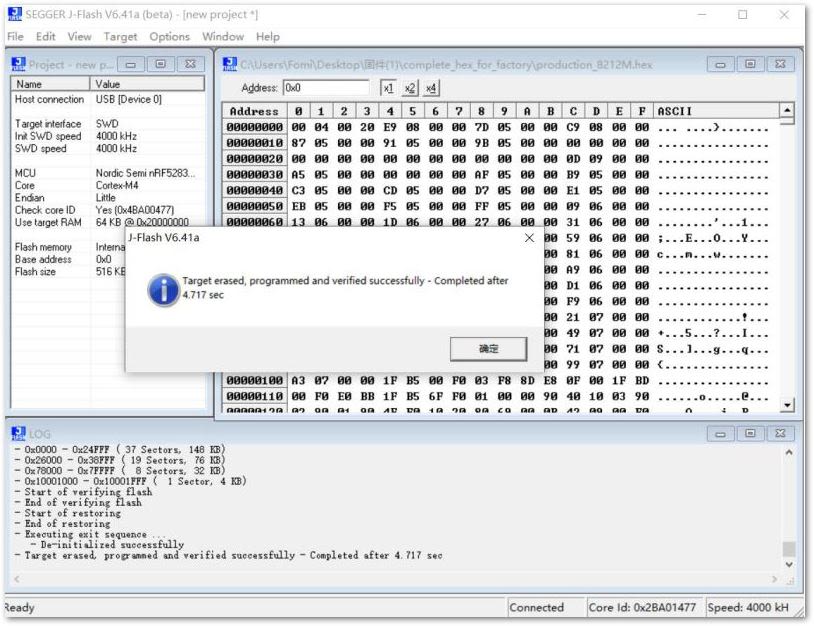 SEGGER J-Flash V6.41a (beta) - [new project *]
File Edit View Target Options Window Help
Project - new p...
Name Value
Host connection USB [Device 0]
Target interface SWD
Init SWD speed 4000 kHz
SWD speed 4000 kHz
MCU Nordic Semi nRF5283...
Core Cortex-M4
Endian Little
Check core ID Yes (0x4BA00477)
Use target RAM 64 KB @ 0x20000000
Flash memory Interna
Base address 0x0
Flash size 516 KB
C:\Users\Fomi\Desktop\固件(1)\complete_hex_for_factory\production_8212M.hex
Address: 0x0 x1 x2 x4
Address 0 1 2 3 4 5 6 7 8 9 A B C D E F ASCII
00000000 00 04 00 20 E9 08 00 00 7D 05 00 00 C9 08 00 00 ... ....}.......
00000010 87 05 00 00 91 05 00 00 9B 05 00 00 00 00 00 00 ................
00000020 00 00 00 00 00 00 00 00 00 00 00 00 0D 09 00 00 ................
00000030 A5 05 00 00 00 00 00 00 AF 05 00 00 B9 05 00 00 ................
00000040 C3 05 00 00 CD 05 00 00 D7 05 00 00 E1 05 00 00 ................
00000050 EB 05 00 00 F5 05 00 00 FF 05 00 00 09 06 00 00 ................
00000060 13 06 00 00 1D 06 00 00 27 06 00 00 31 06 00 00 ........'...1...
00 59 06 00 00 ;...E...O...Y...
00 81 06 00 00 c...m...w.......
00 A9 06 00 00 ................
00 D1 06 00 00 ................
00 F9 06 00 00 ................
00 21 07 00 00 ............!...
00 49 07 00 00 +...5...?...I...
00 71 07 00 00 S...]...g...q...
00 99 07 00 00 {...............
00000100 A3 07 00 00 1F B5 00 F0 03 F8 8D E8 0F 00 1F BD ................
00000110 00 F0 E0 BB 1F B5 6F F0 01 00 00 90 40 10 03 90 ......o.....@...
J-Flash V6.41a
Target erased, programmed and verified successfully - Completed after
4.717 sec
确定
LOG
- 0x0000 - 0x24FFF ( 37 Sectors, 148 KB)
- 0x26000 - 0x38FFF ( 19 Sectors, 76 KB)
- 0x78000 - 0x7FFFF ( 8 Sectors, 32 KB)
- 0x10001000 - 0x10001FFF ( 1 Sector, 4 KB)
- Start of verifying flash
- End of verifying flash
- Start of restoring
- End of restoring
- Executing exit sequence ...
- De-initialized successfully
- Target erased, programmed and verified successfully - Completed after 4.717 sec
Ready Connected Core Id: 0x2BA01477 Speed: 4000 kH